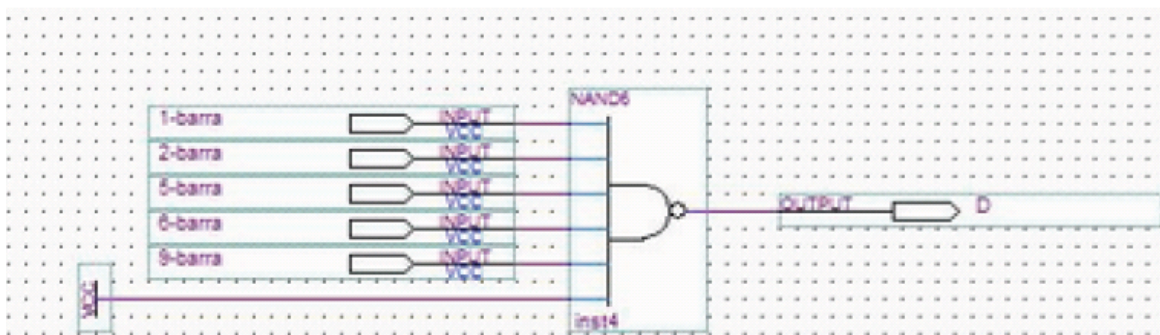 NAND6
1-barra INPUT
VCC
2-barra INPUT
VCC
5-barra INPUT
VCC
OUTPUT D
6-barra INPUT
VCC
9-barra INPUT
VCC
VCC
inst4